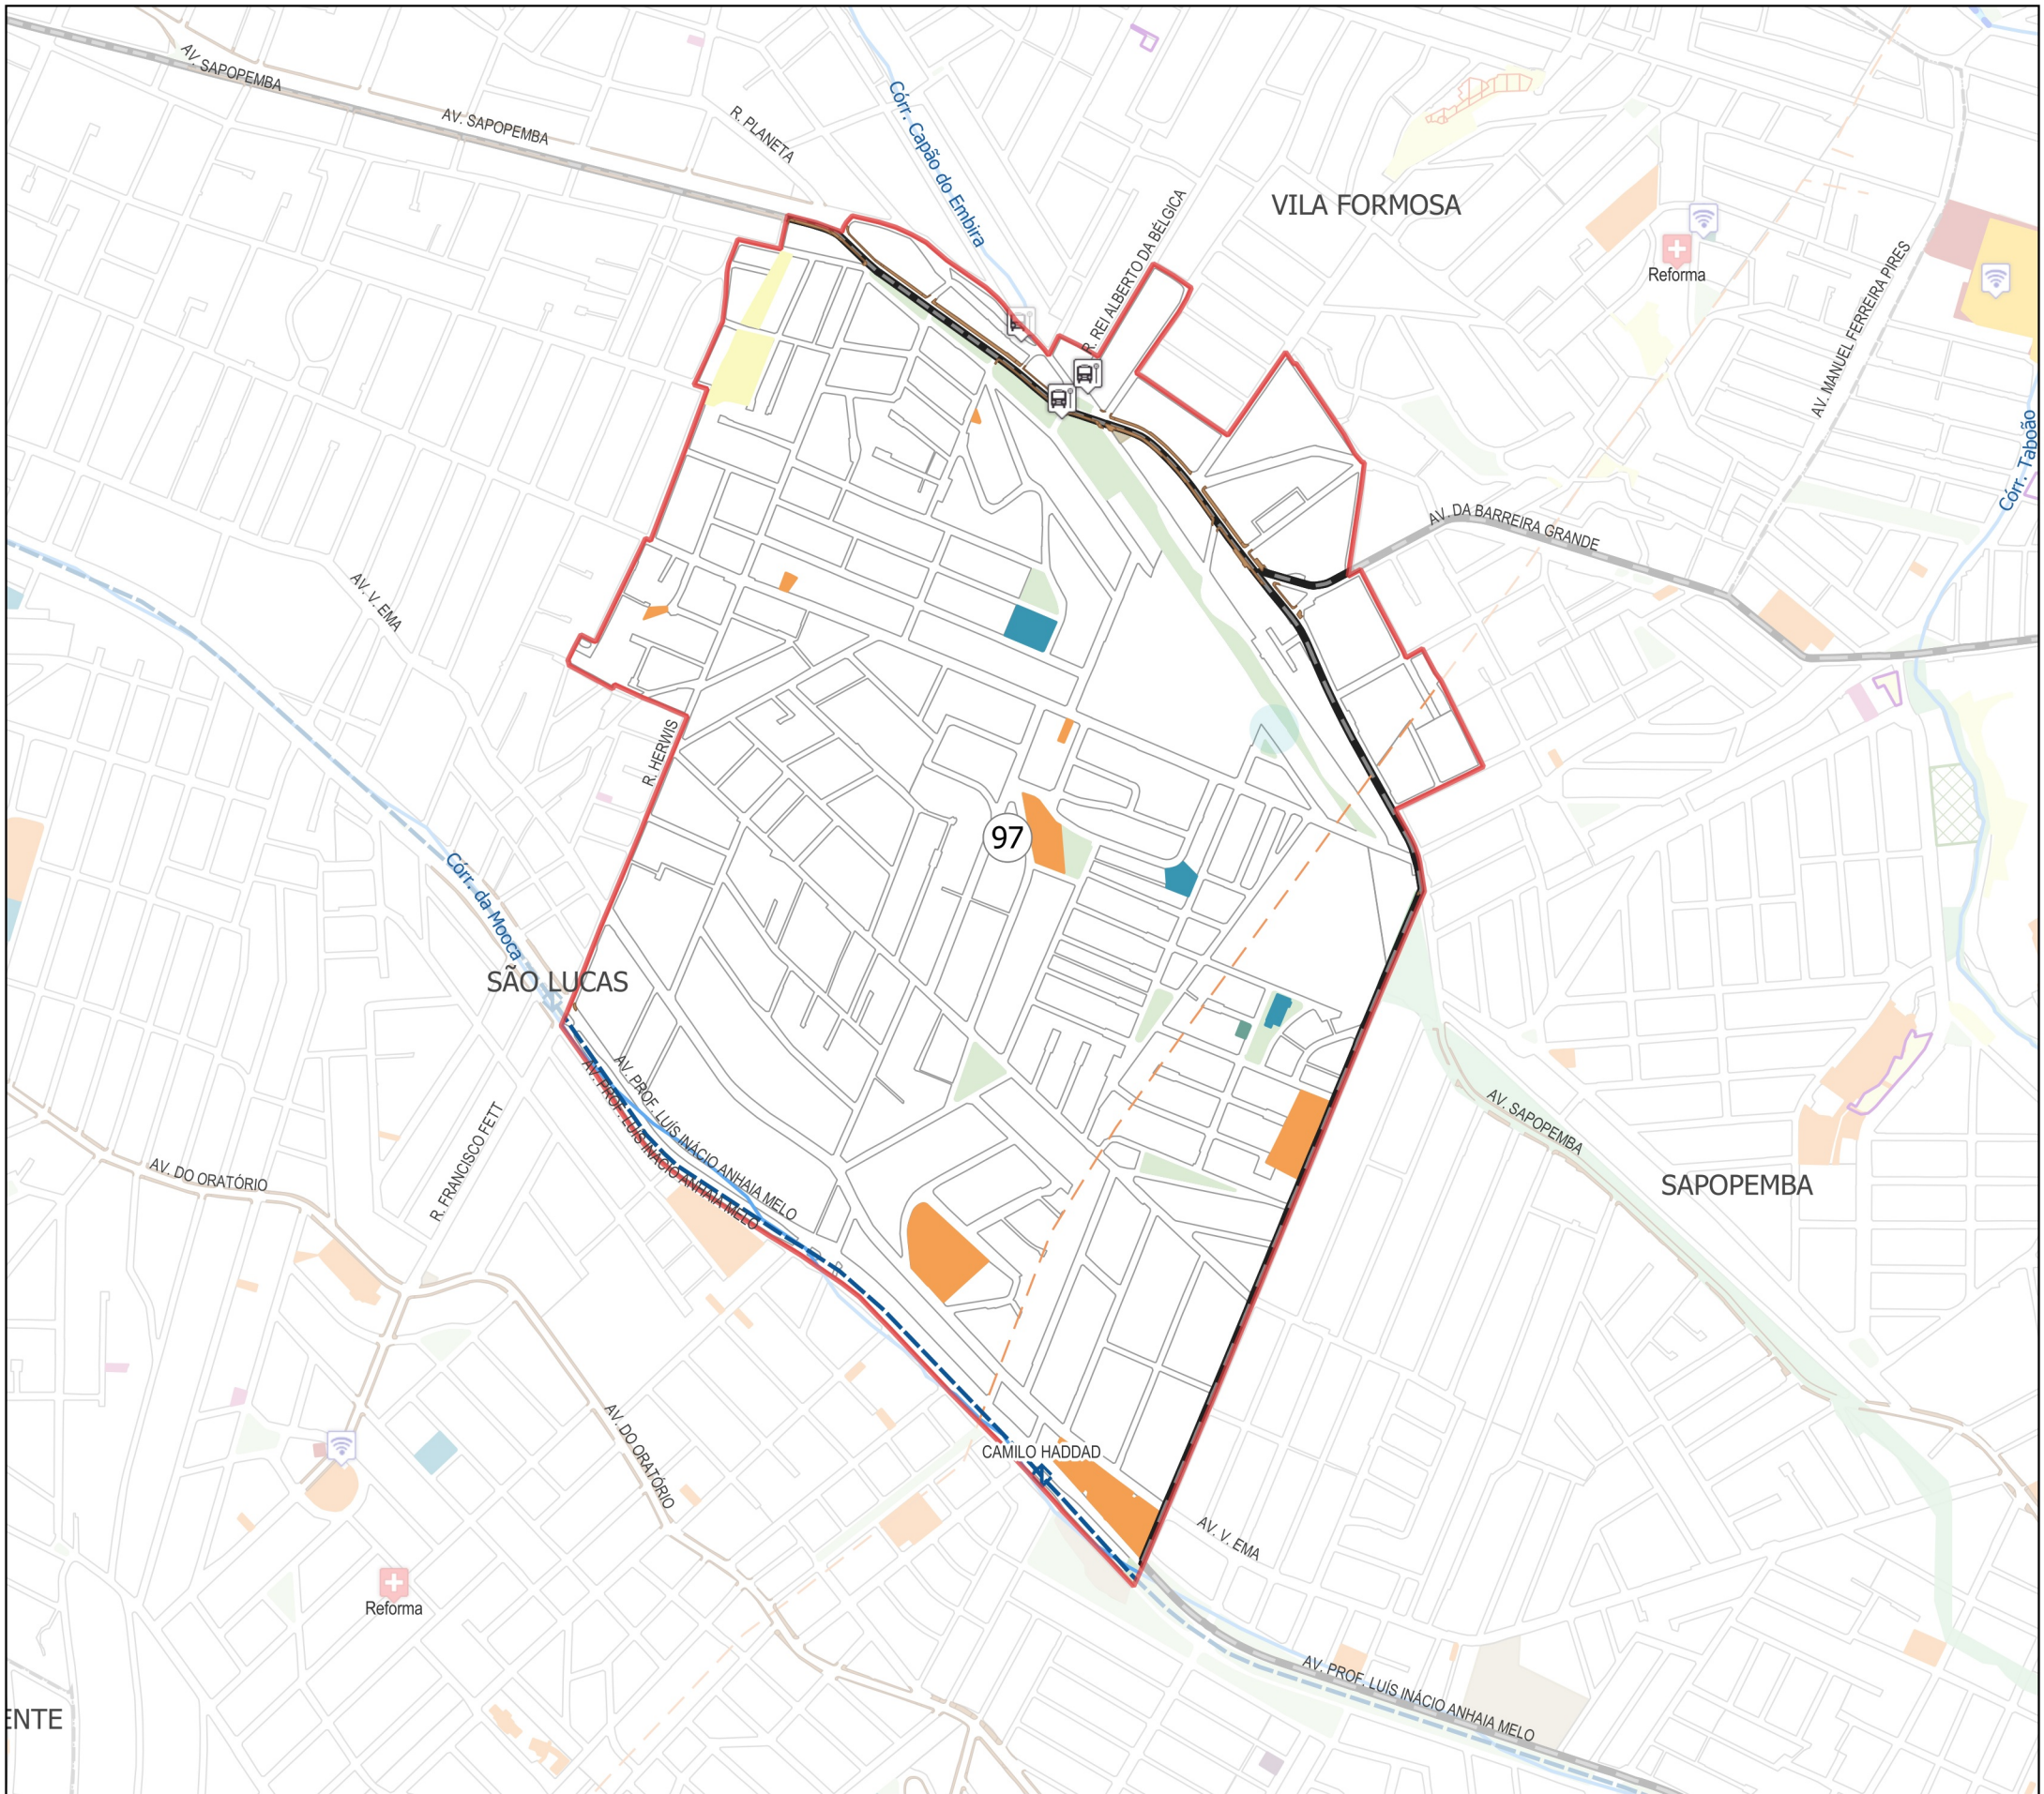 AV. SAPOPEMBA
AV. SAPOPEMBA
R. PLANETA
Córr. Capão do Embira
R. REI ALBERTO DA BÉLGICA
VILA FORMOSA
Reforma
AV. MANUEL FERREIRA PIRES
Córr. Taboão
AV. DA BARREIRA GRANDE
AV. V. EMA
R. HERWIS
97
Córr. da Mooca
SÃO LUCAS
AV. PROF. LUÍS INÁCIO ANHAIA MELO
AV. PROF. LUÍS INÁCIO ANHAIA MELO
R. FRANCISCO FETT
AV. DO ORATÓRIO
AV. SAPOPEMBA
SAPOPEMBA
AV. DO ORATÓRIO
CAMILO HADDAD
AV. V. EMA
Reforma
AV. PROF. LUÍS INÁCIO ANHAIA MELO
ENTE